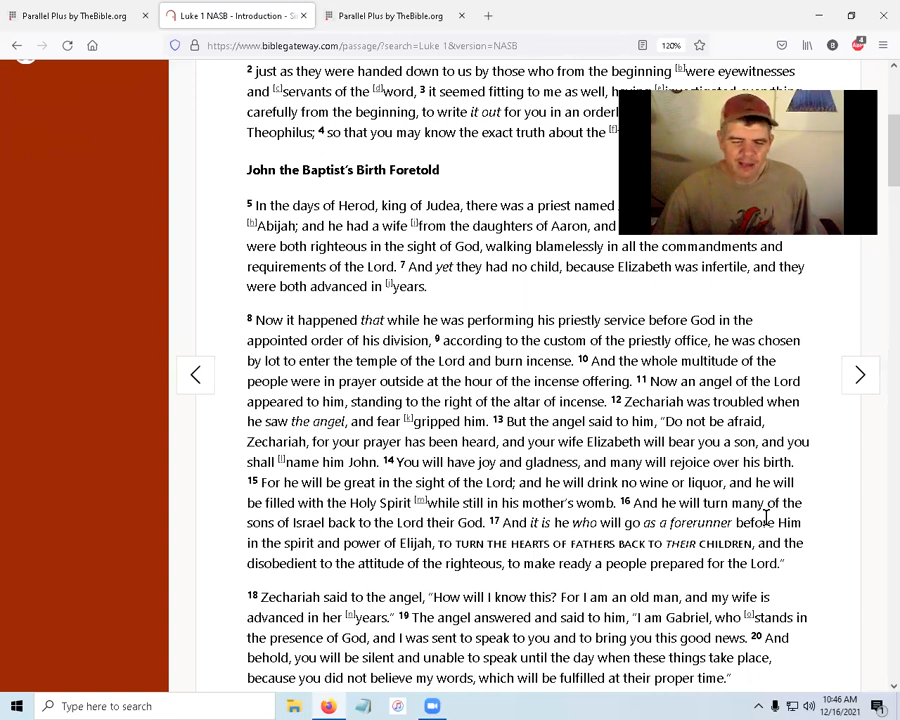 Parallel Plus by TheBible.org
Luke 1 NASB - Introduction - Si
Parallel Plus by TheBible.org
https://www.biblegateway.com/passage/?search=Luke 1&version=NASB
120%
B
4
2 just as they were handed down to us by those who from the beginning [b]were eyewitnesses
and [c]servants of the [d]word, 3 it seemed fitting to me as well, having [e]investigated everything
carefully from the beginning, to write it out for you in an orderl
Theophilus; 4 so that you may know the exact truth about the [f]
John the Baptist's Birth Foretold
5 In the days of Herod, king of Judea, there was a priest named
[h]Abijah; and he had a wife [i]from the daughters of Aaron, and
were both righteous in the sight of God, walking blamelessly in all the commandments and
requirements of the Lord. 7 And yet they had no child, because Elizabeth was infertile, and they
were both advanced in [j]years.
8 Now it happened that while he was performing his priestly service before God in the
appointed order of his division, 9 according to the custom of the priestly office, he was chosen
by lot to enter the temple of the Lord and burn incense. 10 And the whole multitude of the
people were in prayer outside at the hour of the incense offering. 11 Now an angel of the Lord
appeared to him, standing to the right of the altar of incense. 12 Zechariah was troubled when
he saw the angel, and fear [k]gripped him. 13 But the angel said to him, “Do not be afraid,
Zechariah, for your prayer has been heard, and your wife Elizabeth will bear you a son, and you
shall [l]name him John. 14 You will have joy and gladness, and many will rejoice over his birth.
15 For he will be great in the sight of the Lord; and he will drink no wine or liquor, and he will
be filled with the Holy Spirit [m]while still in his mother's womb. 16 And he will turn many of the
sons of Israel back to the Lord their God. 17 And it is he who will go as a forerunner before Him
in the spirit and power of Elijah, TO TURN THE HEARTS OF FATHERS BACK TO THEIR CHILDREN, and the
disobedient to the attitude of the righteous, to make ready a people prepared for the Lord.”
18 Zechariah said to the angel, “How will I know this? For I am an old man, and my wife is
advanced in her [n]years.” 19 The angel answered and said to him, “I am Gabriel, who [o]stands in
the presence of God, and I was sent to speak to you and to bring you this good news. 20 And
behold, you will be silent and unable to speak until the day when these things take place,
because you did not believe my words, which will be fulfilled at their proper time.”
Type here to search
10:46 AM
12/16/2021
1